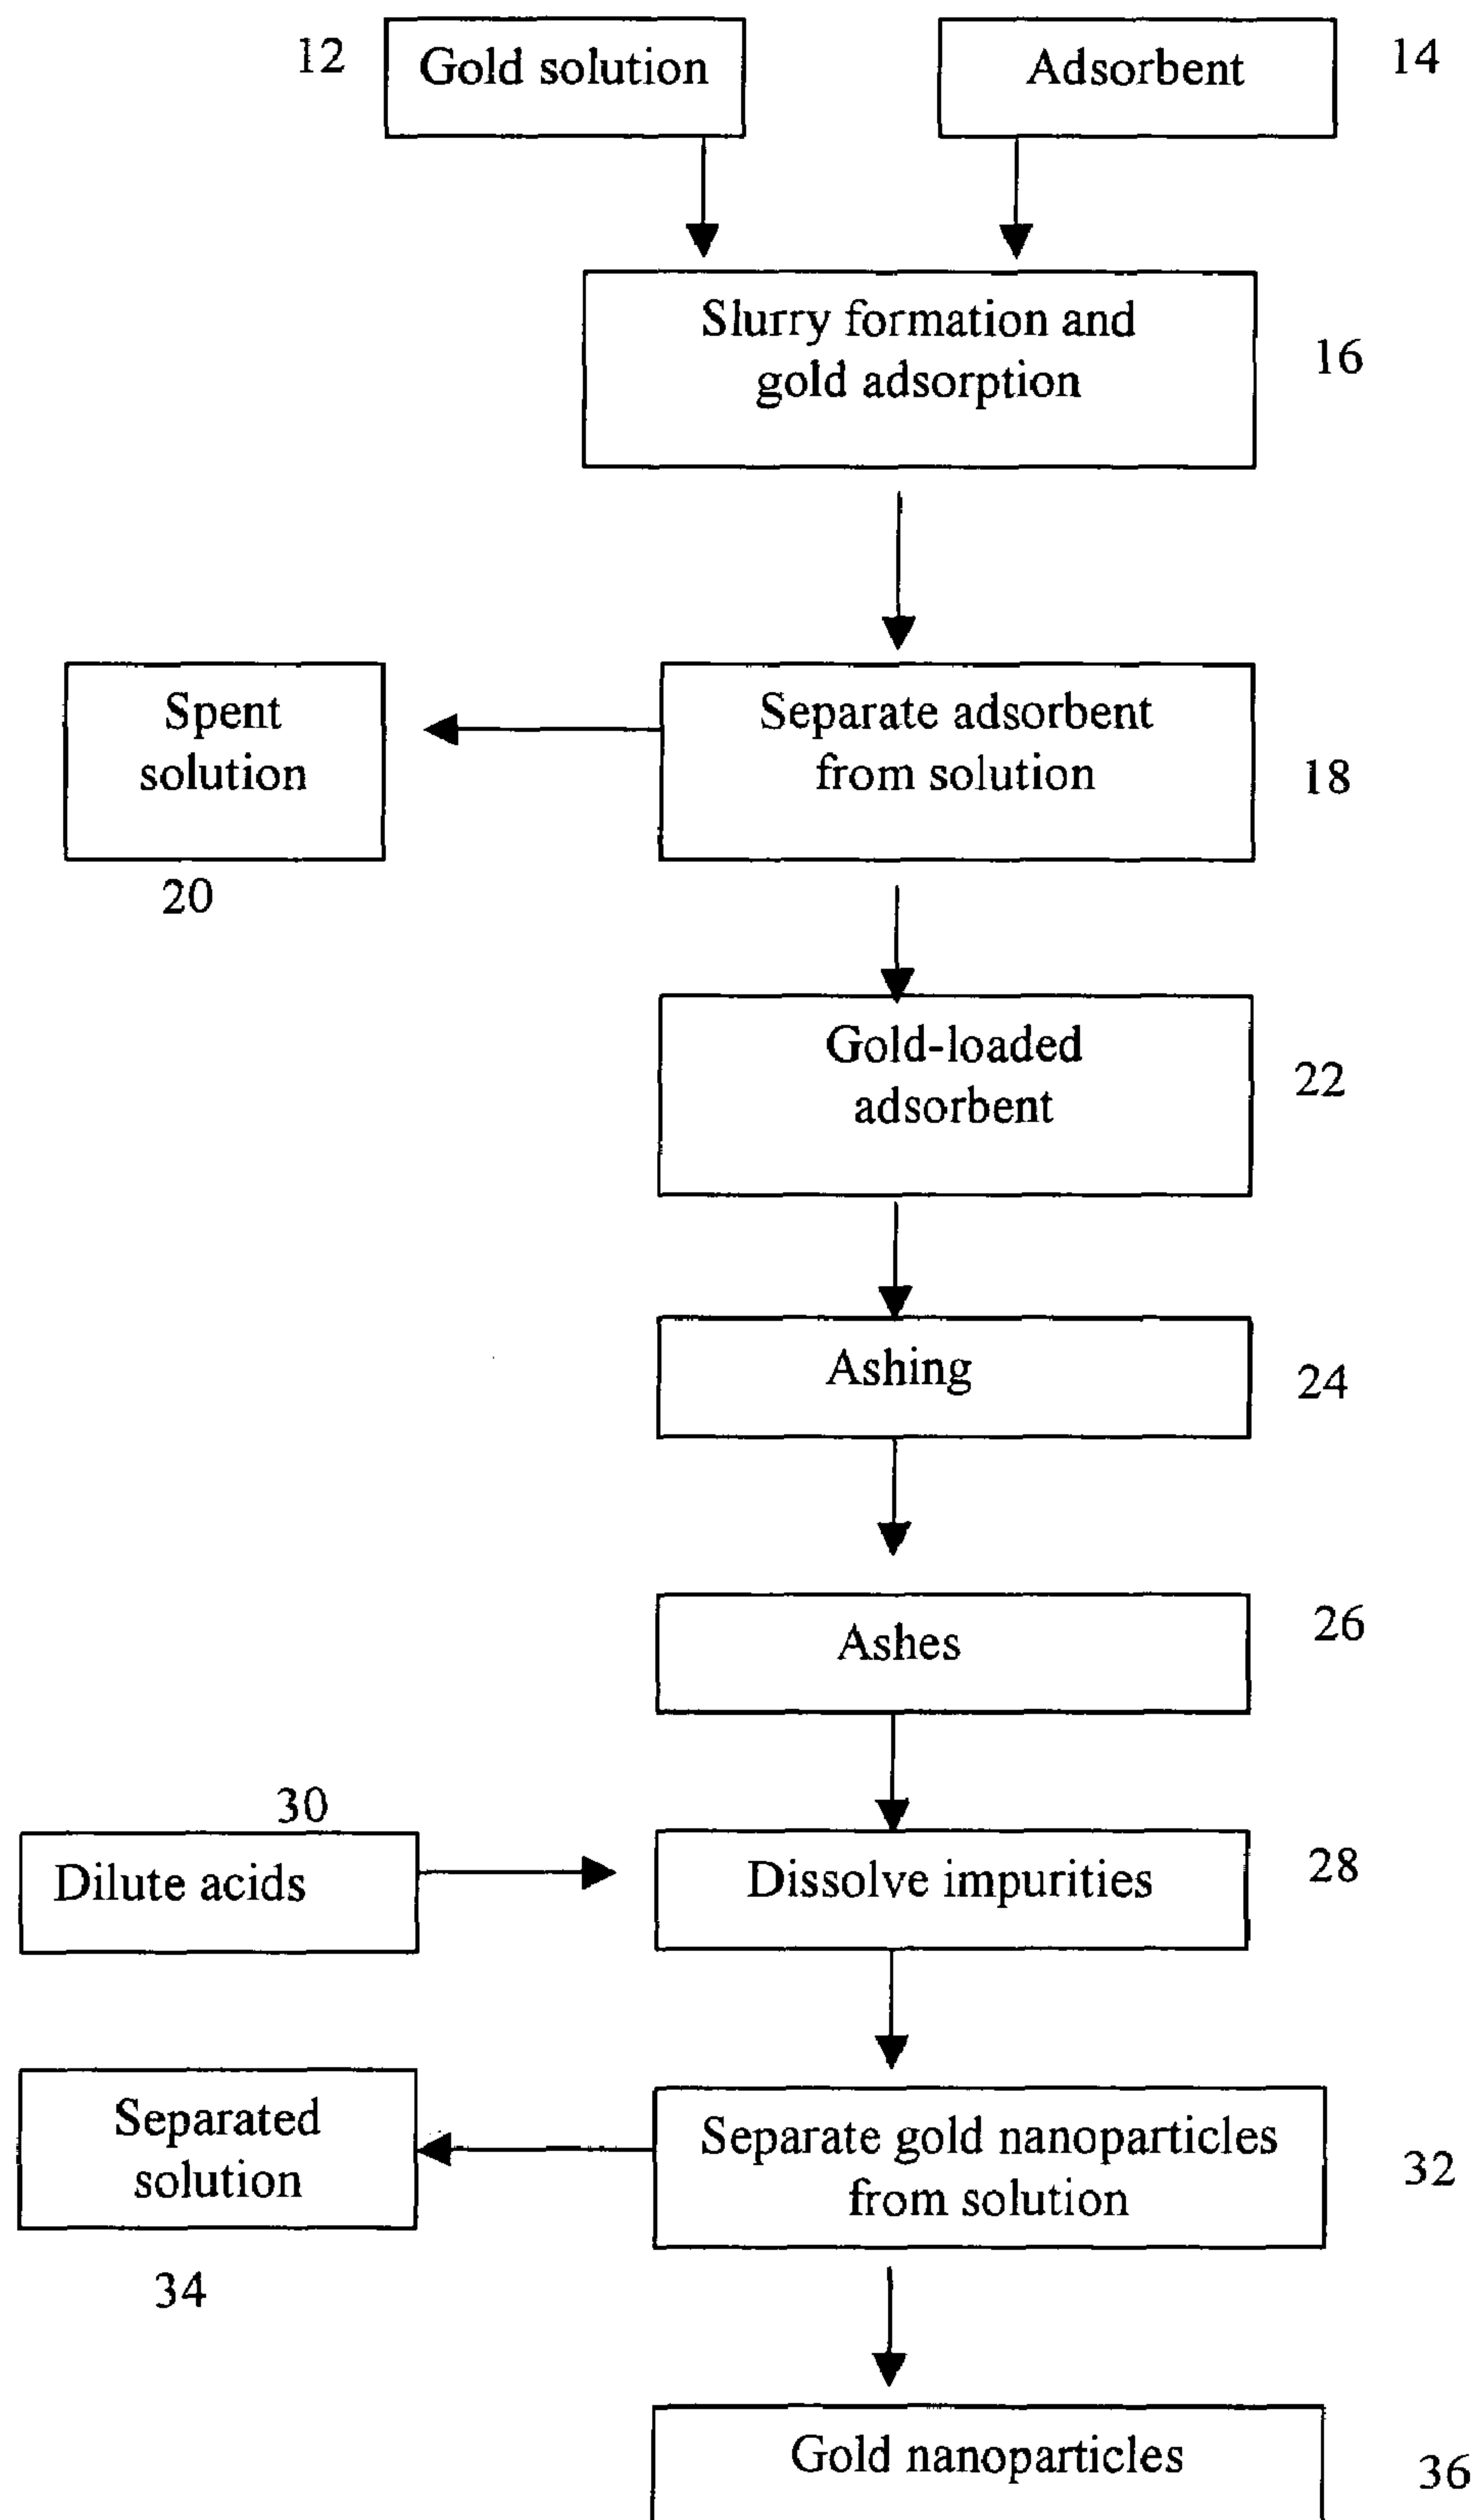 12
Gold solution
Adsorbent
14
Slurry formation and
gold adsorption
16
Spent
solution
20
Separate adsorbent
from solution
18
Gold-loaded
adsorbent
22
Ashing
24
Ashes
26
30
Dilute acids
Dissolve impurities
28
Separated
solution
34
Separate gold nanoparticles
from solution
32
Gold nanoparticles
36